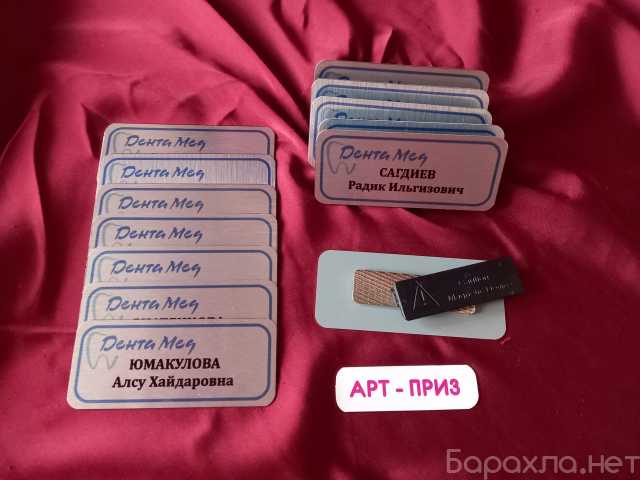 Дента Мед
Дента Мед
Дента Мед
Дента Мед
Дента Мед
Дента Мед
Дента Мед
ЮМАКУЛОВА
Алсу Хайдаровна
Дента Мед
САГДИЕВ
Радик Ильгизович
Caution
АРТ - ПРИЗ
Барахла.нет